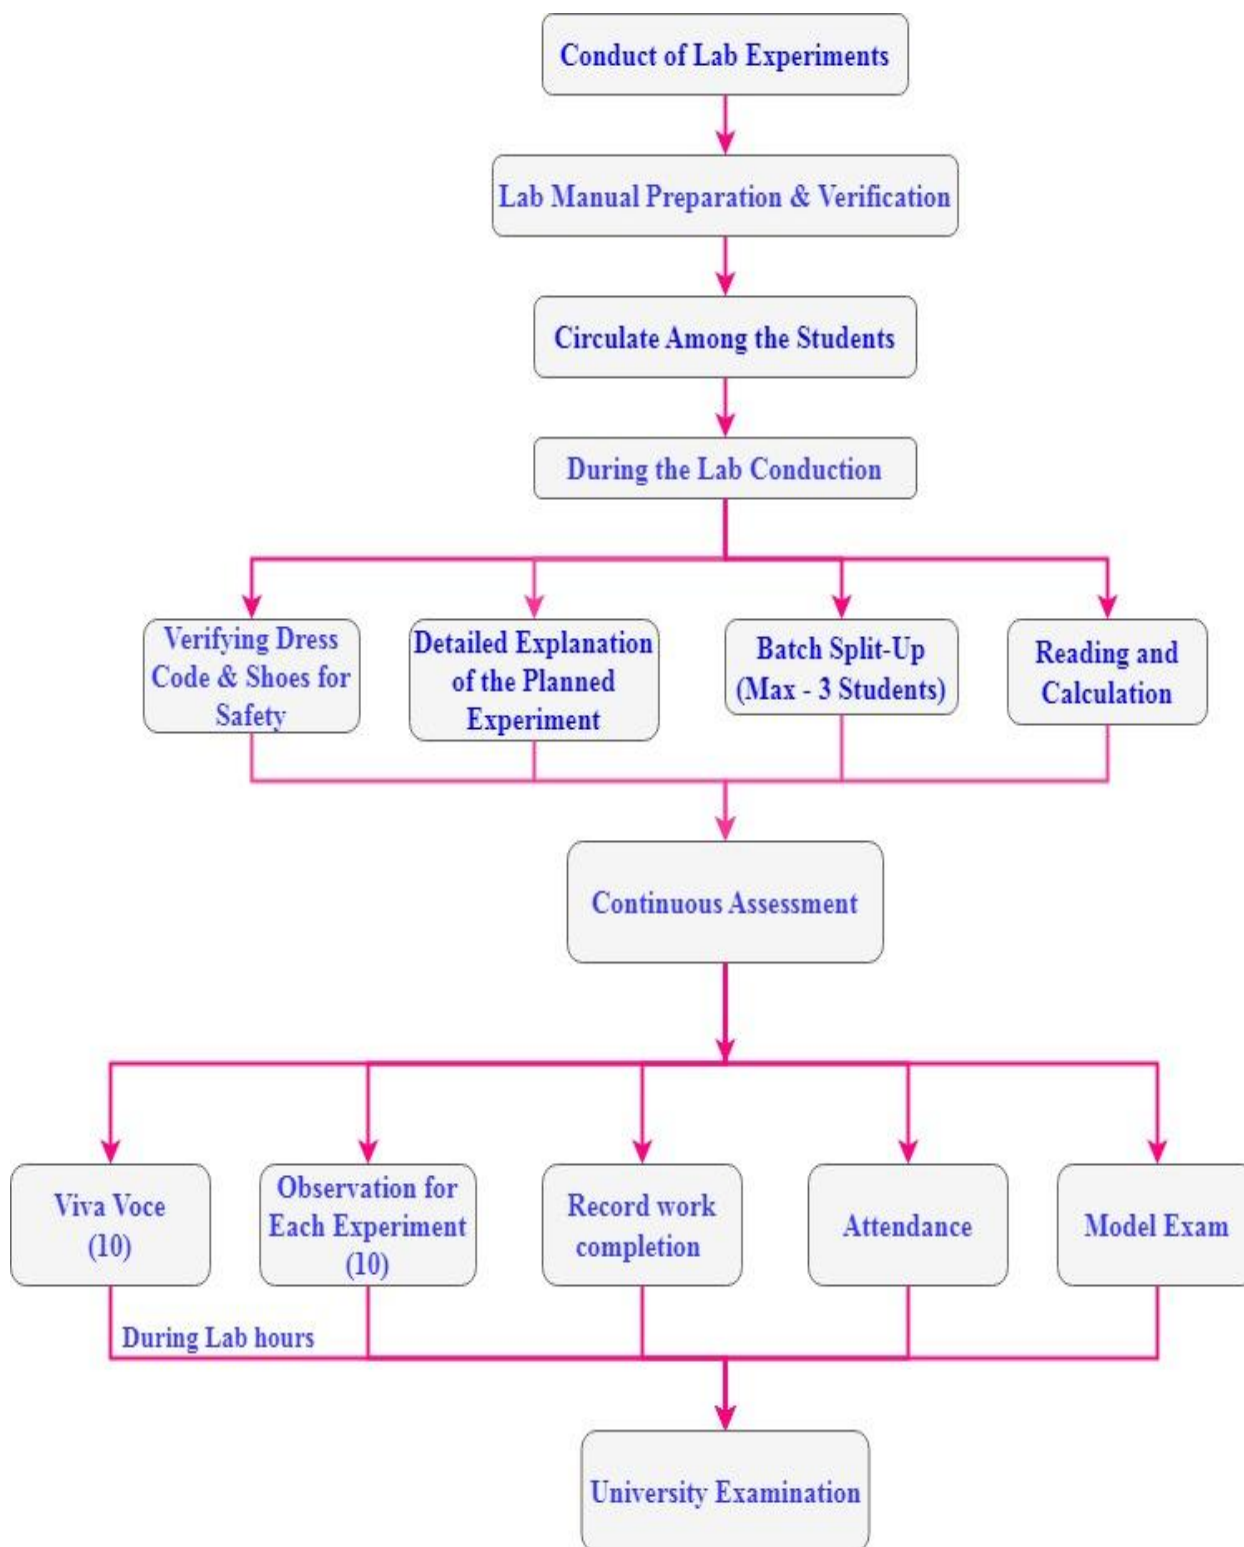 Conduct of Lab Experiments
Lab Manual Preparation & Verification
Circulate Among the Students
During the Lab Conduction
Verifying Dress
Code & Shoes for
Safety
Detailed Explanation
of the Planned
Experiment
Batch Split-Up
(Max - 3 Students)
Reading and
Calculation
Continuous Assessment
Viva Voce
(10)
Observation for
Each Experiment
(10)
Record work
completion
Attendance
Model Exam
During Lab hours
University Examination